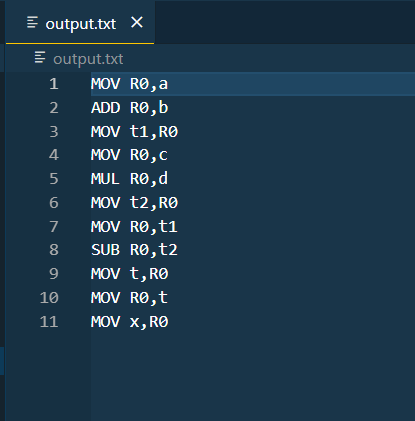 output.txt
output.txt
1 MOV R0,a
2 ADD R0,b
3 MOV t1,R0
4 MOV R0,c
5 MUL R0,d
6 MOV t2,R0
7 MOV R0,t1
8 SUB R0,t2
9 MOV t,R0
10 MOV R0,t
11 MOV x,R0